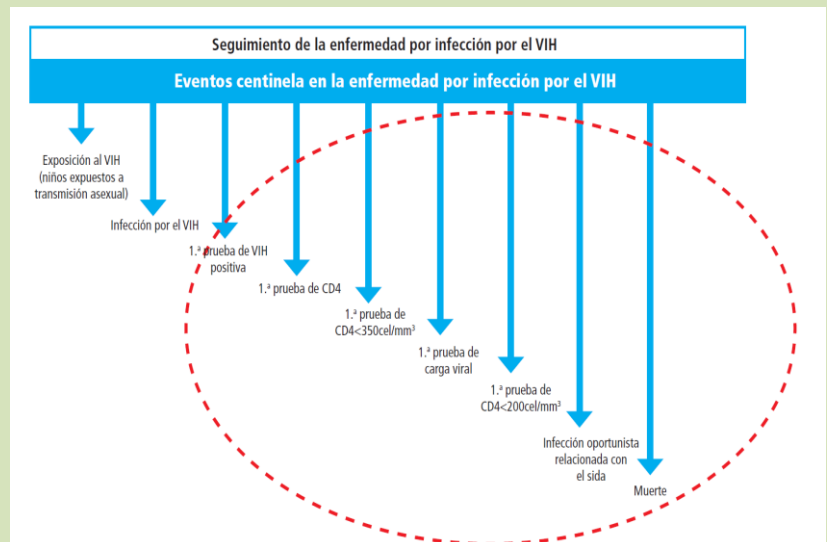 Seguimiento de la enfermedad por infección por el VIH
Eventos centinela en la enfermedad por infección por el VIH
Exposición al VIH
(niños expuestos a
transmisión asexual)
Infección por el VIH
1.ª prueba de VIH
positiva
1.ª prueba de CD4
1.ª prueba de
CD4<350cel/mm³
1.ª prueba de
carga viral
1.ª prueba de
CD4<200cel/mm³
Infección oportunista
relacionada con
el sida
Muerte